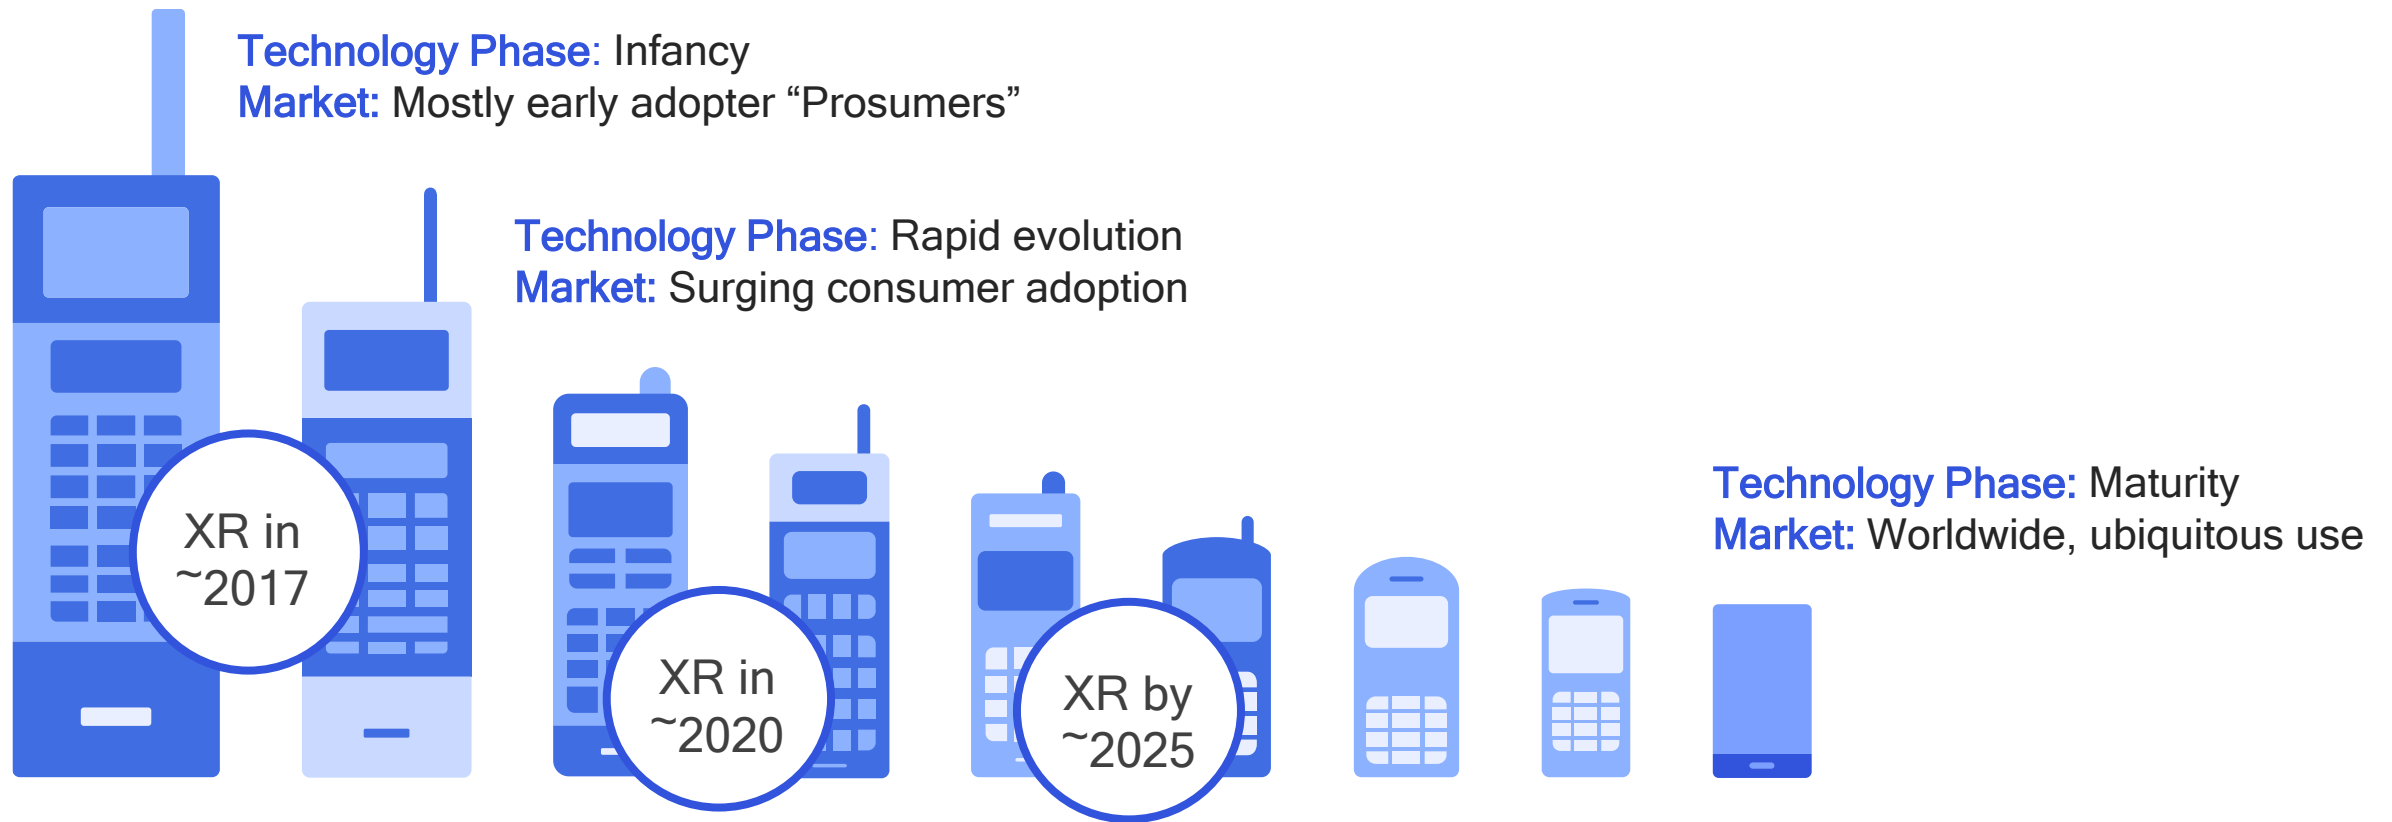 Technology Phase: Infancy
Market: Mostly early adopter “Prosumers”
Technology Phase: Rapid evolution
Market: Surging consumer adoption
Technology Phase: Maturity
Market: Worldwide, ubiquitous use
XR in
~2017
XR in
~2020
XR by
~2025